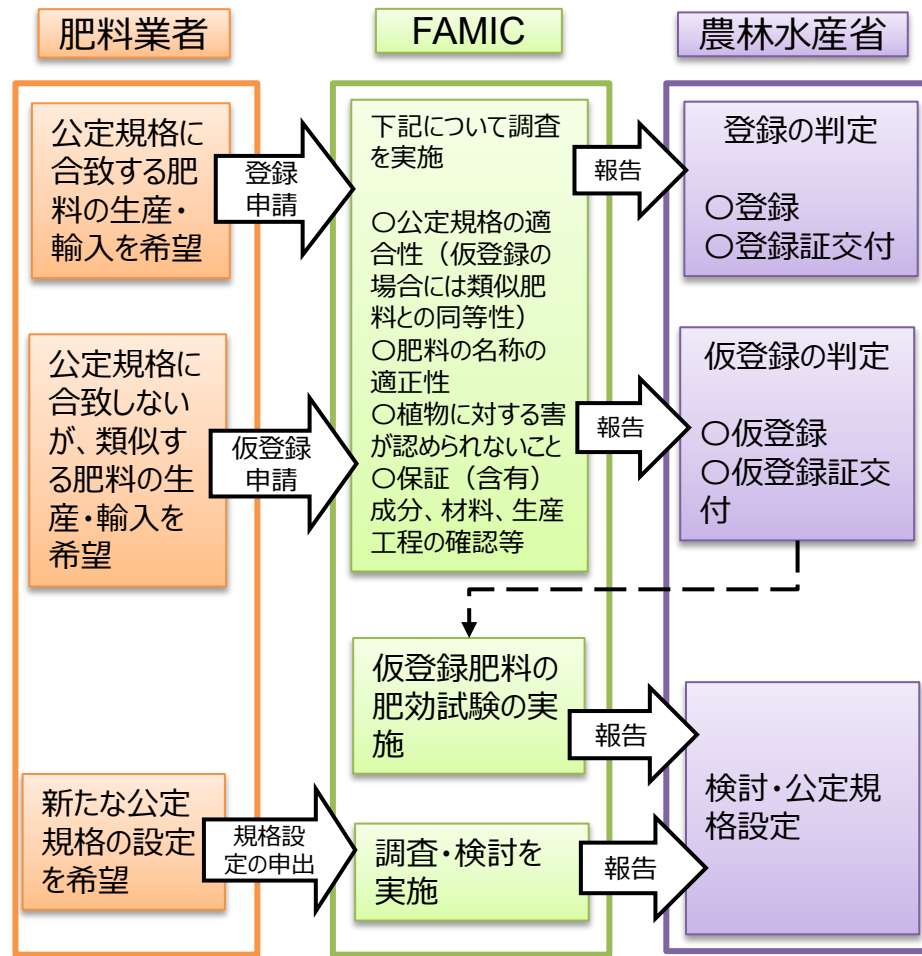 肥料業者
FAMIC
農林水産省
公定規格に
合致する肥
料の生産・
輸入を希望
登録
申請
下記について調査
を実施
〇公定規格の適
合性（仮登録の
場合には類似肥
料との同等性）
〇肥料の名称の
適正性
〇植物に対する害
が認められないこと
〇保証（含有）
成分、材料、生産
工程の確認等
報告
登録の判定
〇登録
〇登録証交付
公定規格に
合致しない
が、類似す
る肥料の生
産・輸入を
希望
仮登録
申請
報告
仮登録の判定
〇仮登録
〇仮登録証交
付
仮登録肥料の
肥効試験の実
施
報告
検討・公定規
格設定
新たな公定
規格の設定
を希望
規格設
定の申出
調査・検討を
実施
報告